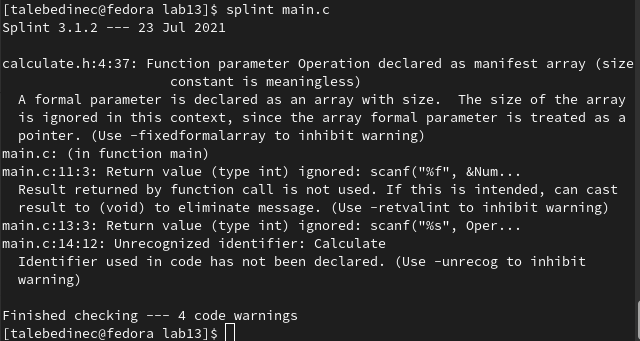 [talebedinec@fedora lab13]$ splint main.c
Splint 3.1.2 --- 23 Jul 2021

calculate.h:4:37: Function parameter Operation declared as manifest array (size
                     constant is meaningless)
  A formal parameter is declared as an array with size.  The size of the array
  is ignored in this context, since the array formal parameter is treated as a
  pointer. (Use -fixedformalarray to inhibit warning)
main.c: (in function main)
main.c:11:3: Return value (type int) ignored: scanf("%f", &Num...
  Result returned by function call is not used. If this is intended, can cast
  result to (void) to eliminate message. (Use -retvalint to inhibit warning)
main.c:13:3: Return value (type int) ignored: scanf("%s", Oper...
main.c:14:12: Unrecognized identifier: Calculate
  Identifier used in code has not been declared. (Use -unrecog to inhibit
  warning)

Finished checking --- 4 code warnings
[talebedinec@fedora lab13]$